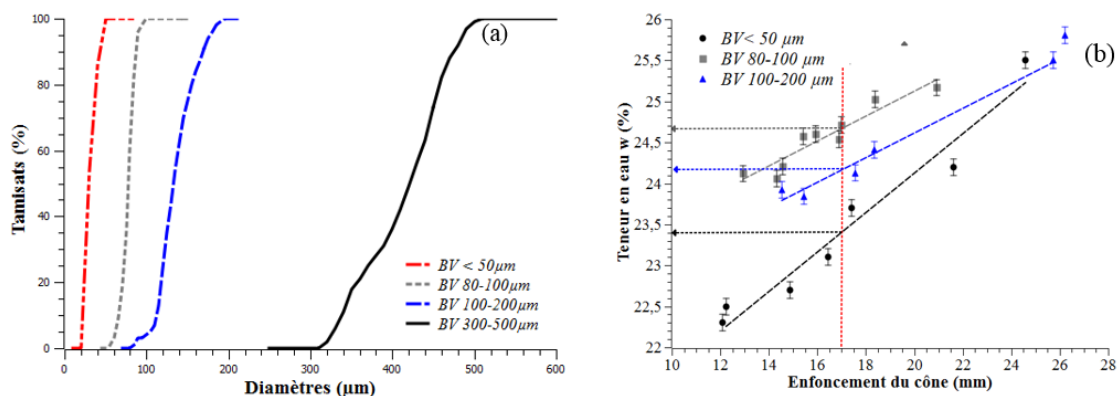 (a)
Tamisats (%)
100
80
60
40
20
0
BV < 50µm
BV 80-100µm
BV 100-200µm
BV 300-500µm
0 100 200 300 400 500 600
Diamètres (µm)
(b)
Teneur en eau w (%)
26
25,5
25
24,5
24
23,5
23
22,5
22
BV< 50 µm
BV 80-100 µm
BV 100-200 µm
10 12 14 16 18 20 22 24 26 28
Enfoncement du cône (mm)